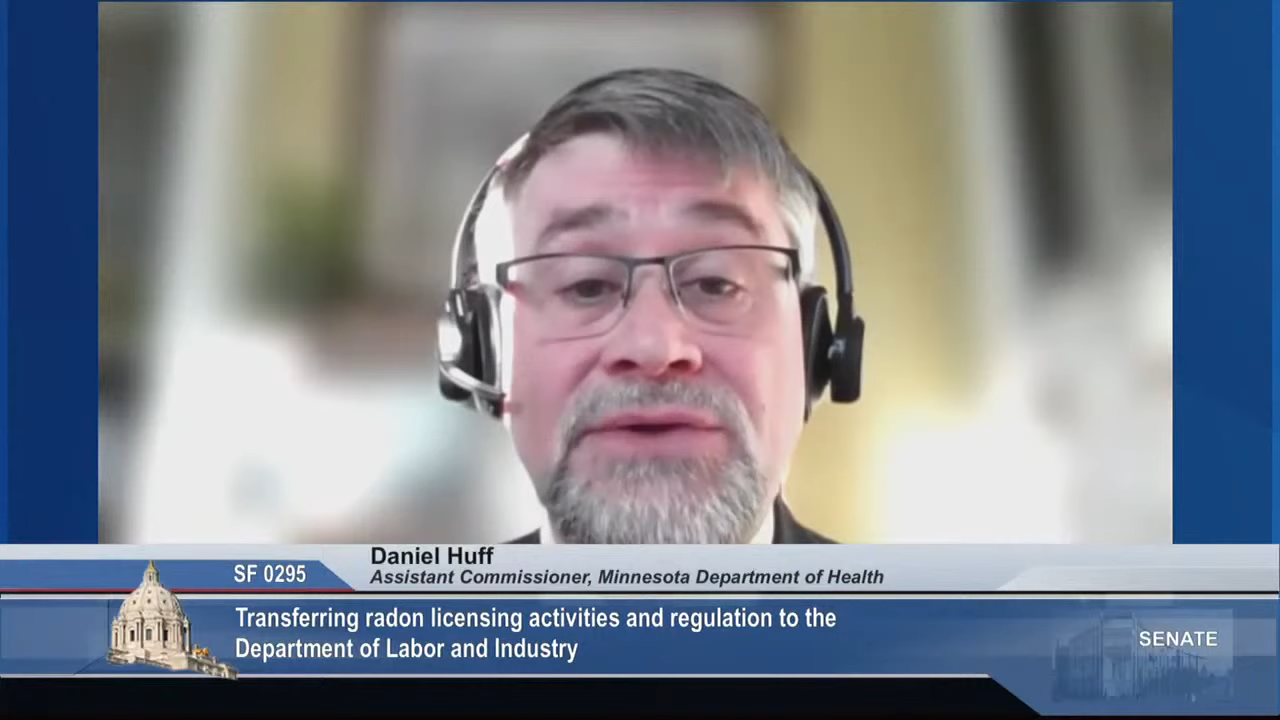 Daniel Huff
SF 0295
Assistant Commissioner, Minnesota Department of Health
Transferring radon licensing activities and regulation to the
Department of Labor and Industry
SENATE